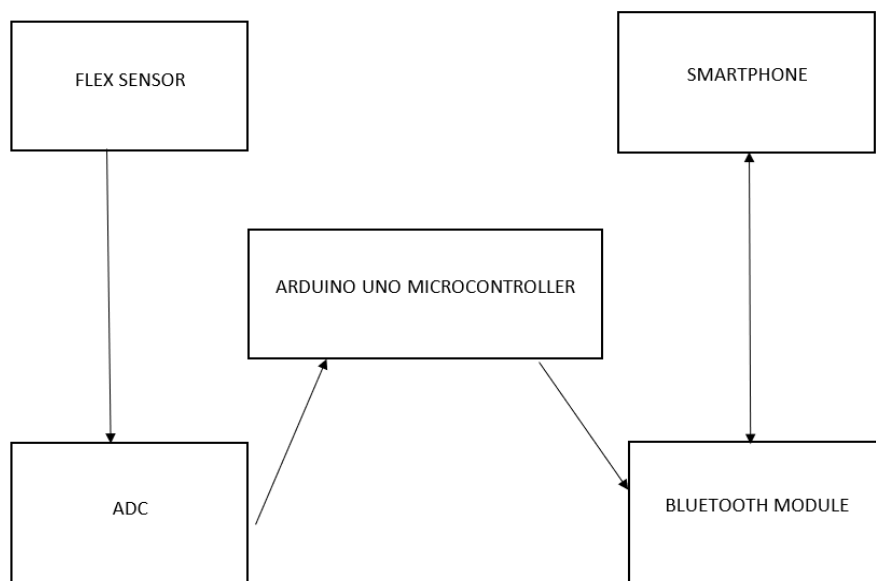 FLEX SENSOR
SMARTPHONE
ARDUINO UNO MICROCONTROLLER
ADC
BLUETOOTH MODULE